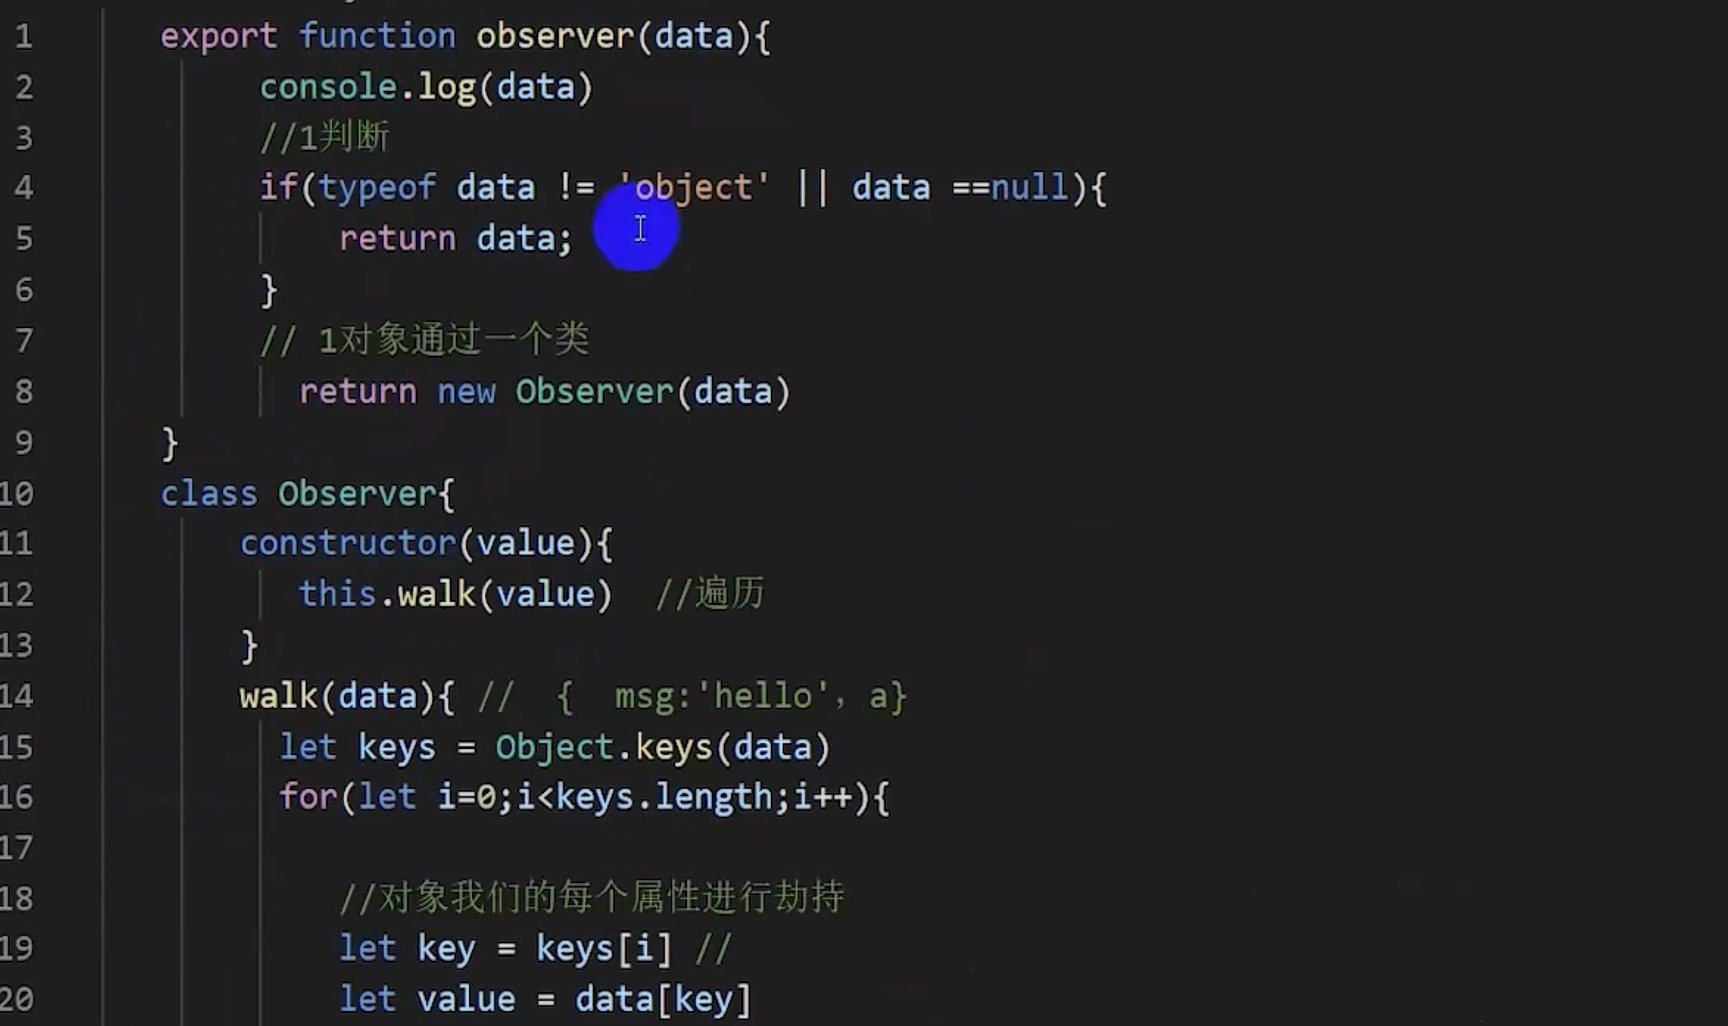 1 export function observer(data){
2 console.log(data)
3 //1判断
4 if(typeof data != 'object' || data ==null){
5 return data;
6 }
7 // 1对象通过一个类
8 return new Observer(data)
9 }
10 class Observer{
11 constructor(value){
12 this.walk(value) //遍历
13 }
14 walk(data){ // { msg:'hello', a}
15 let keys = Object.keys(data)
16 for(let i=0;i<keys.length;i++){
17
18 //对象我们的每个属性进行劫持
19 let key = keys[i] //
20 let value = data[key]